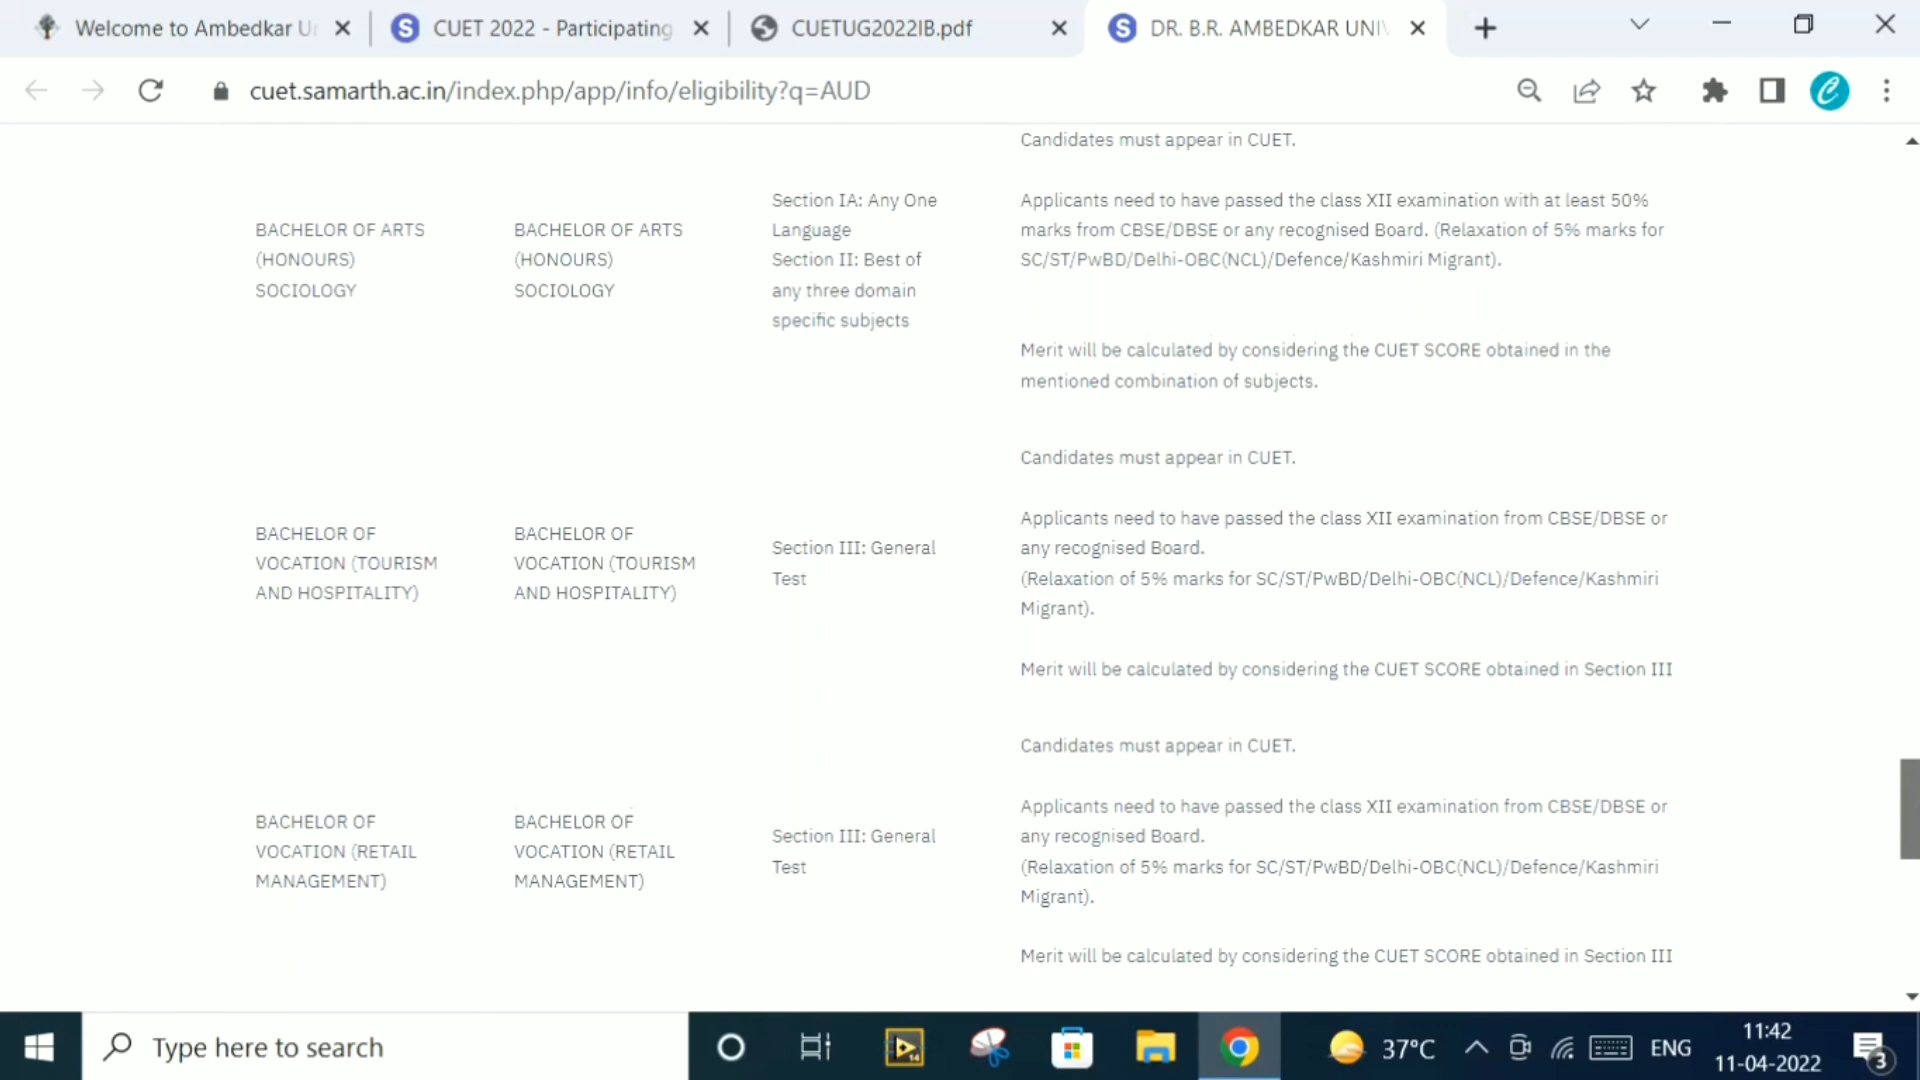 Welcome to Ambedkar U
CUET 2022 - Participating
CUETUG2022IB.pdf
DR. B.R. AMBEDKAR UNI
cuet.samarth.ac.in/index.php/app/info/eligibility?q=AUD
Candidates must appear in CUET.
BACHELOR OF ARTS
(HONOURS)
SOCIOLOGY
BACHELOR OF ARTS
(HONOURS)
SOCIOLOGY
Section IA: Any One
Language
Section II: Best of
any three domain
specific subjects
Applicants need to have passed the class XII examination with at least 50%
marks from CBSE/DBSE or any recognised Board. (Relaxation of 5% marks for
SC/ST/PwBD/Delhi-OBC(NCL)/Defence/Kashmiri Migrant).
Merit will be calculated by considering the CUET SCORE obtained in the
mentioned combination of subjects.
Candidates must appear in CUET.
BACHELOR OF
VOCATION (TOURISM
AND HOSPITALITY)
BACHELOR OF
VOCATION (TOURISM
AND HOSPITALITY)
Section III: General
Test
Applicants need to have passed the class XII examination from CBSE/DBSE or
any recognised Board.
(Relaxation of 5% marks for SC/ST/PwBD/Delhi-OBC(NCL)/Defence/Kashmiri
Migrant).
Merit will be calculated by considering the CUET SCORE obtained in Section III
Candidates must appear in CUET.
BACHELOR OF
VOCATION (RETAIL
MANAGEMENT)
BACHELOR OF
VOCATION (RETAIL
MANAGEMENT)
Section III: General
Test
Applicants need to have passed the class XII examination from CBSE/DBSE or
any recognised Board.
(Relaxation of 5% marks for SC/ST/PwBD/Delhi-OBC(NCL)/Defence/Kashmiri
Migrant).
Merit will be calculated by considering the CUET SCORE obtained in Section III
Type here to search
14
37°C
ENG
11:42
11-04-2022
3